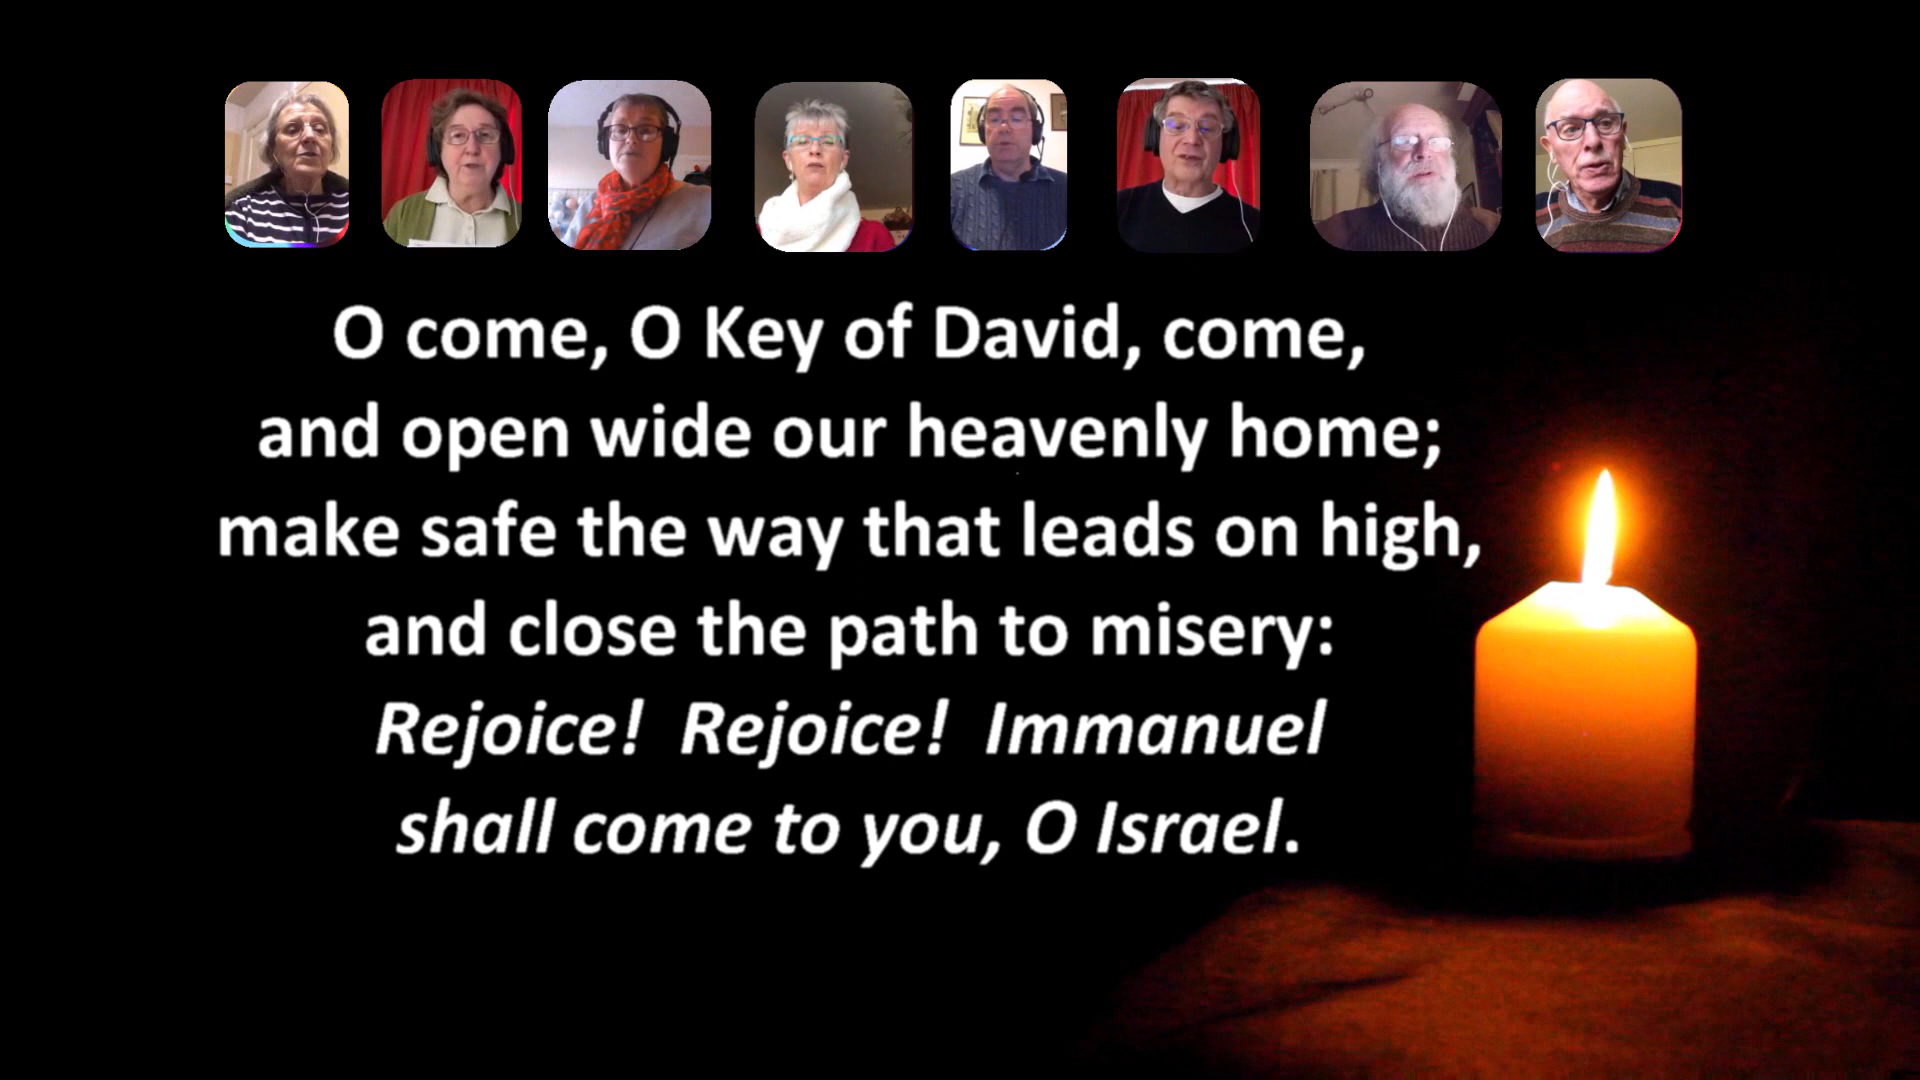 O come, O Key of David, come,
and open wide our heavenly home;
make safe the way that leads on high,
and close the path to misery:
Rejoice!  Rejoice!  Immanuel
shall come to you, O Israel.